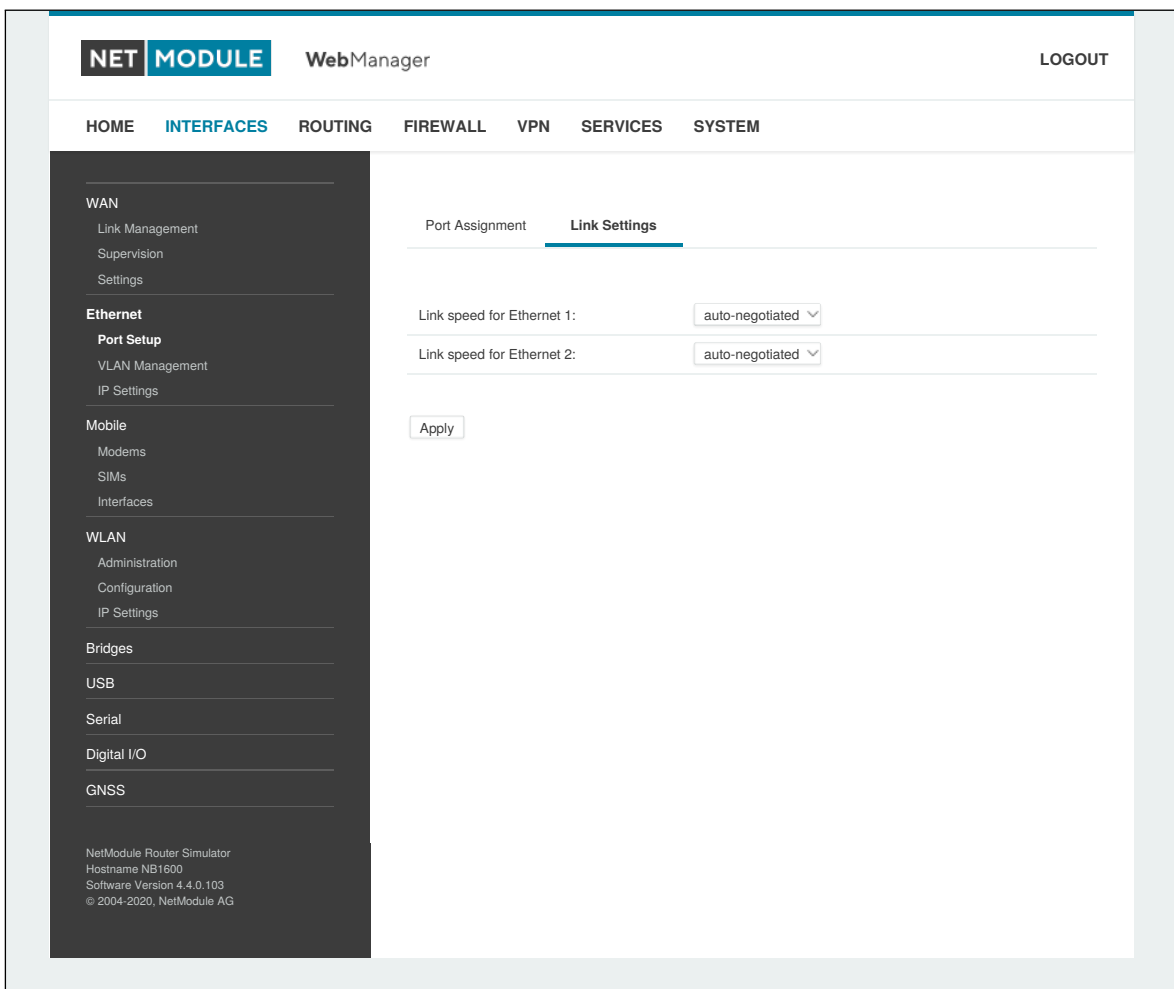 NET MODULE WebManager LOGOUT
HOME INTERFACES ROUTING FIREWALL VPN SERVICES SYSTEM
WAN
Link Management
Supervision
Settings
Ethernet
Port Setup
VLAN Management
IP Settings
Mobile
Modems
SIMs
Interfaces
WLAN
Administration
Configuration
IP Settings
Bridges
USB
Serial
Digital I/O
GNSS
NetModule Router Simulator
Hostname NB1600
Software Version 4.4.0.103
© 2004-2020, NetModule AG
Port Assignment Link Settings
Link speed for Ethernet 1: auto-negotiated
Link speed for Ethernet 2: auto-negotiated
Apply